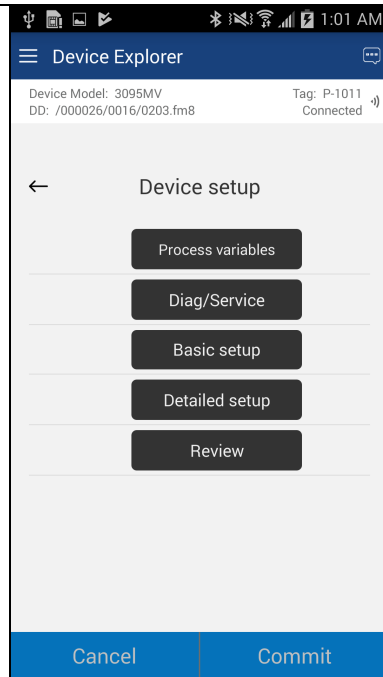 1:01 AM
Device Explorer
Device Model: 3095MV
Tag: P-1011
DD: /000026/0016/0203.fm8
Connected
Device setup
Process variables
Diag/Service
Basic setup
Detailed setup
Review
Cancel
Commit